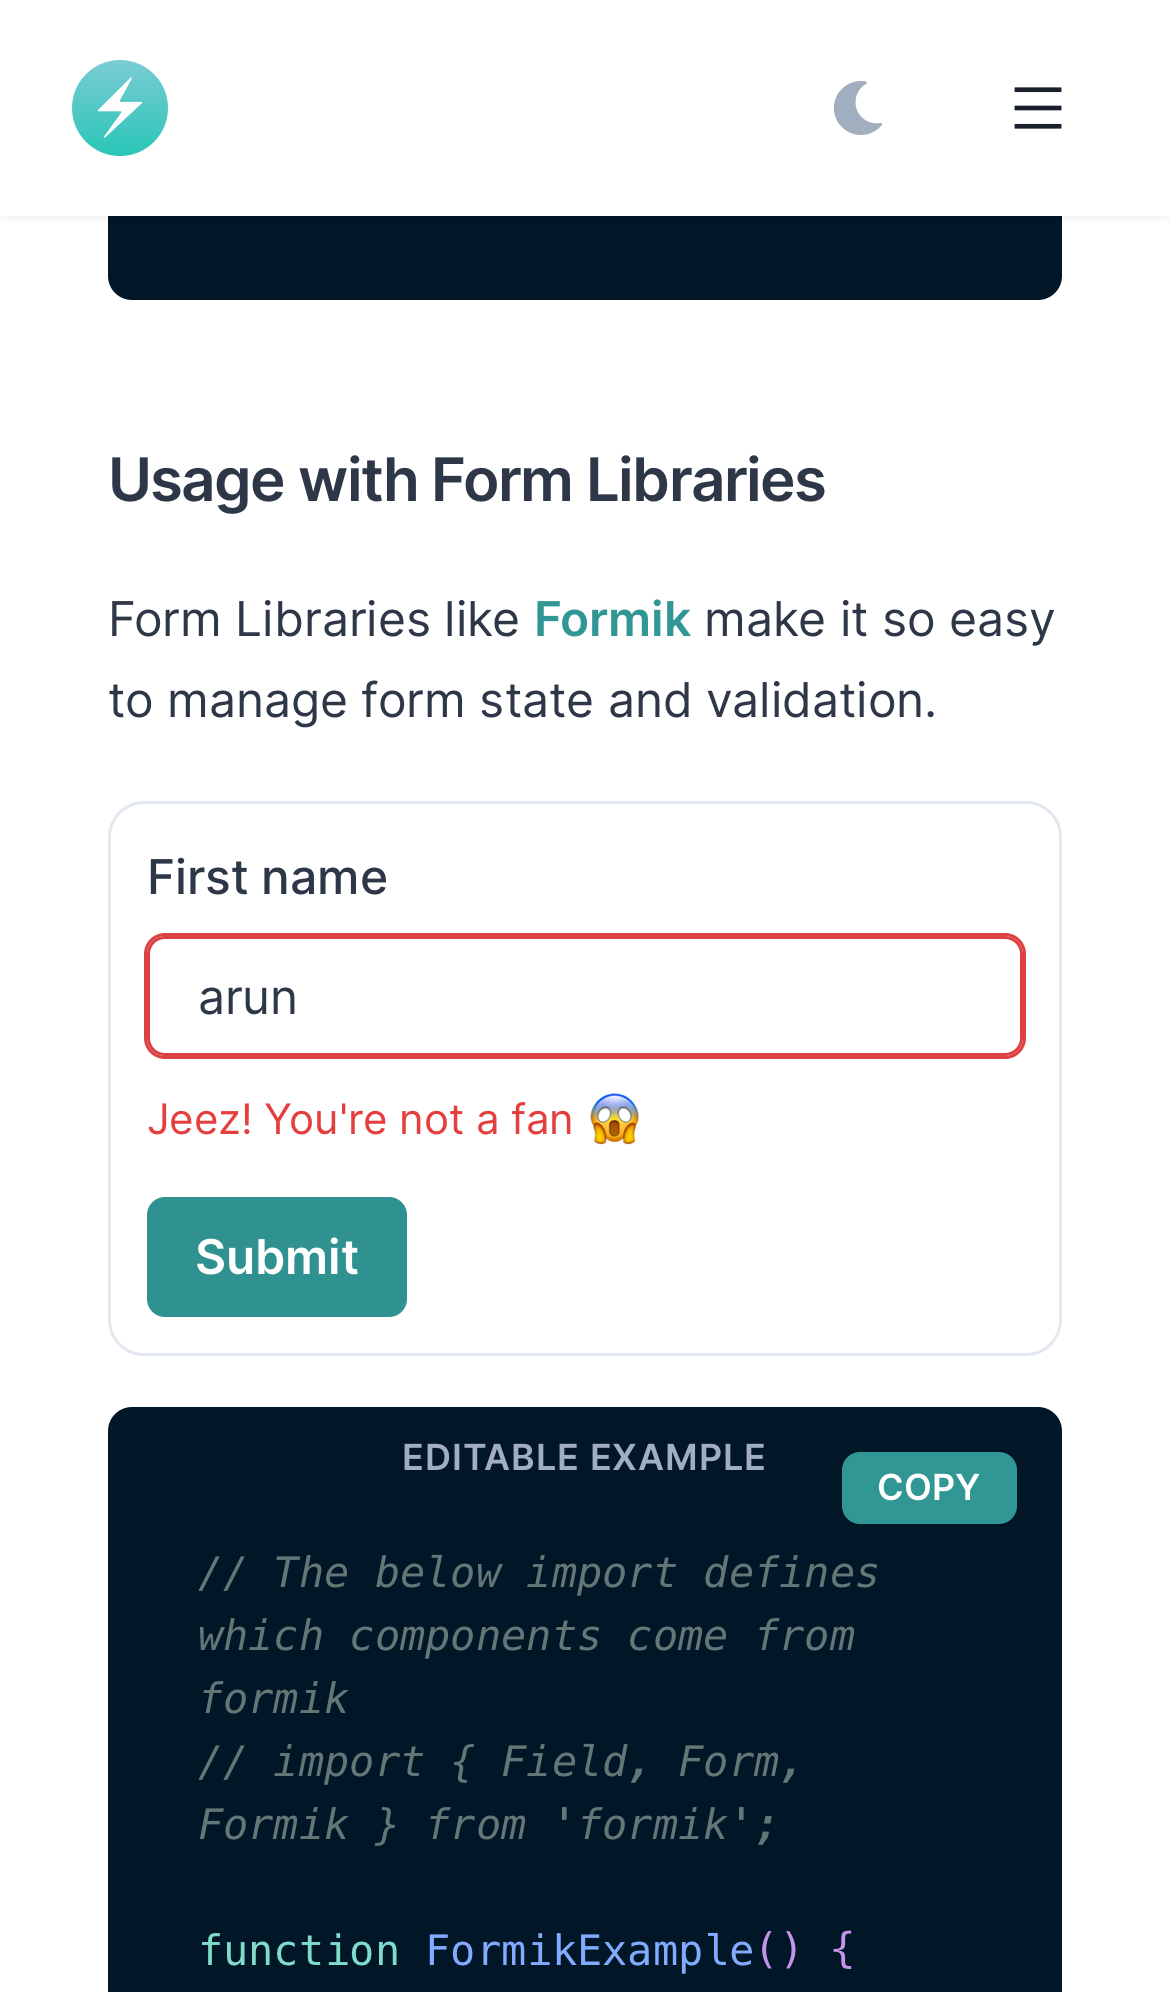 Usage with Form Libraries
Form Libraries like Formik make it so easy
to manage form state and validation.
First name
arun
Jeez! You're not a fan 😱
Submit
EDITABLE EXAMPLE
COPY
// The below import defines
which components come from
formik
// import { Field, Form,
Formik } from 'formik';
function FormikExample() {